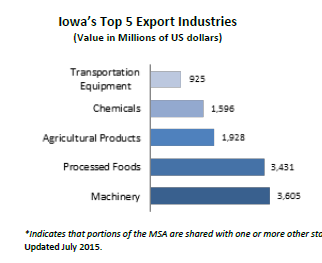 Iowa's Top 5 Export Industries
(Value in Millions of US dollars)
Transportation
Equipment
925
Chemicals
1,596
Agricultural Products
1,928
Processed Foods
3,431
Machinery
3,605
*Indicates that portions of the MSA are shared with one or more other sta
Updated July 2015.